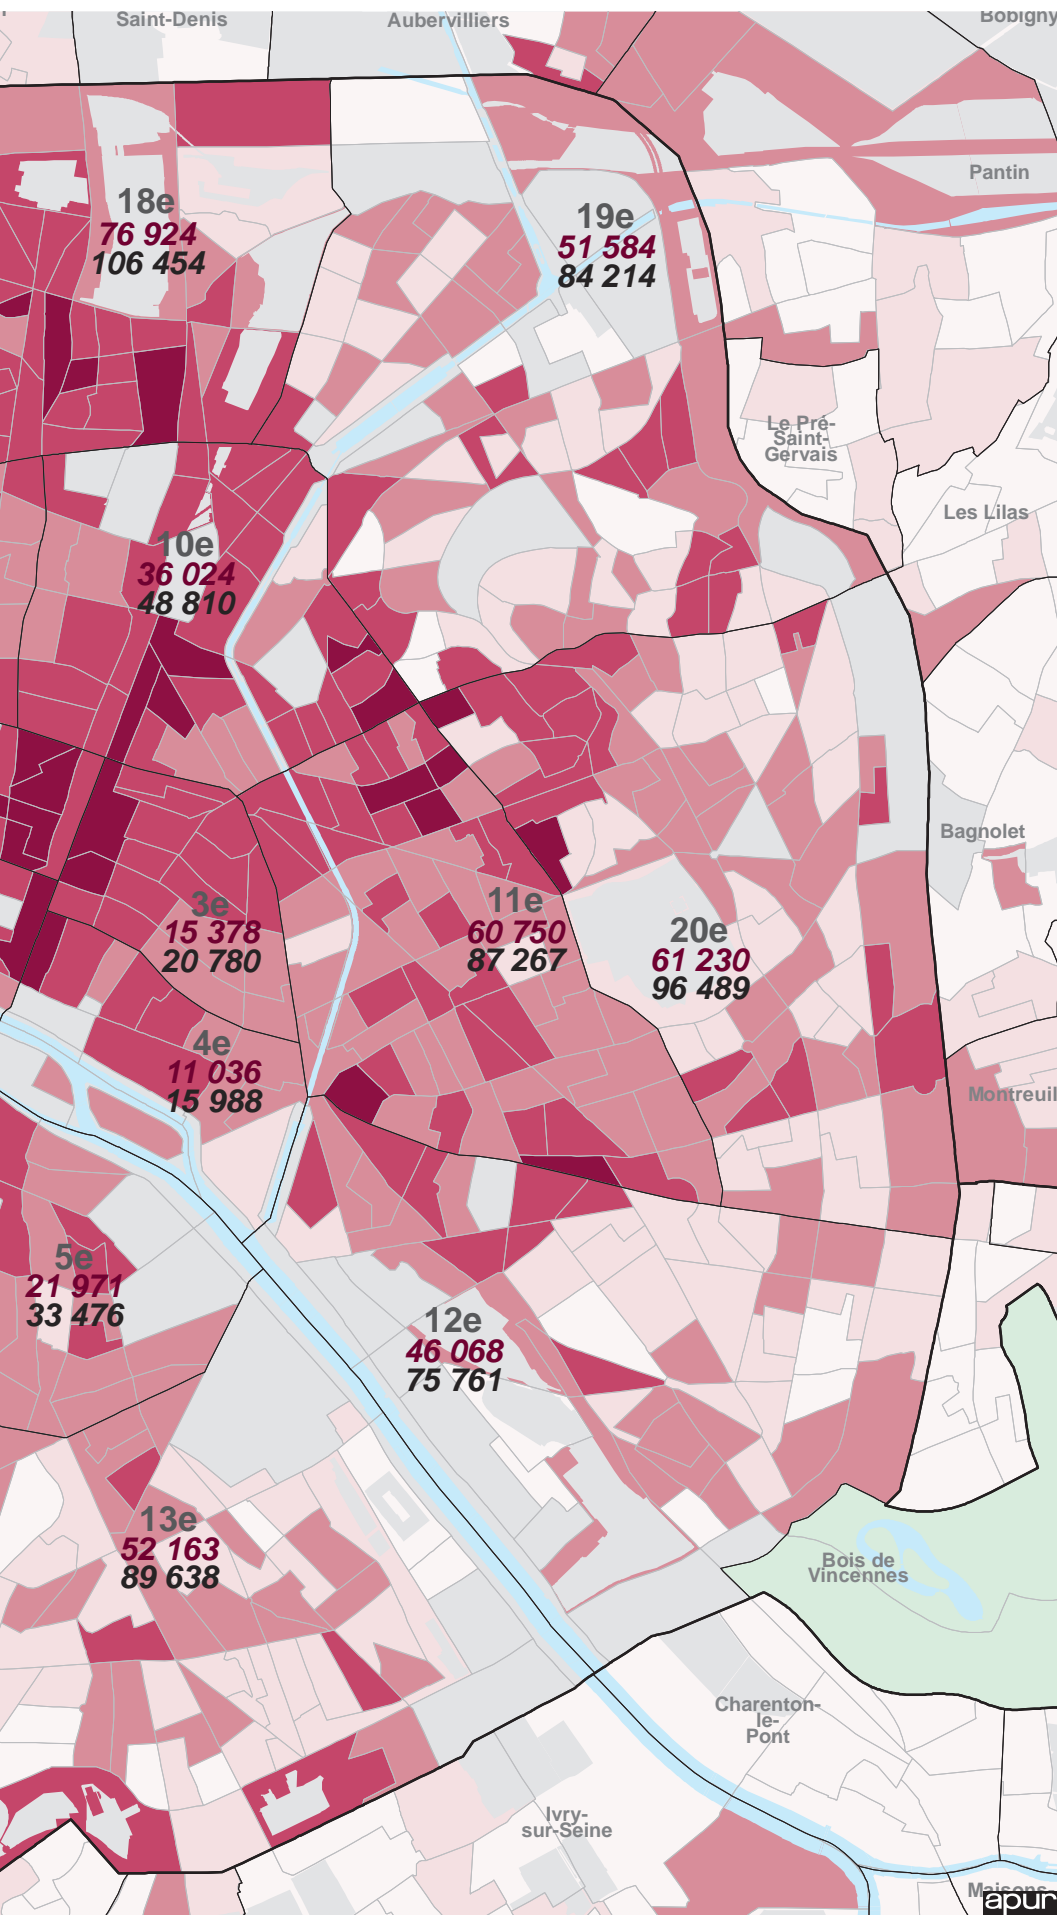 Saint-Denis
Aubervilliers
Bobigny
Pantin
18e
76 924
106 454
19e
51 584
84 214
Le Pré-
Saint-
Gervais
Les Lilas
10e
36 024
48 810
Bagnolet
3e
15 378
20 780
11e
60 750
87 267
20e
61 230
96 489
4e
11 036
15 988
Montreuil
5e
21 971
33 476
12e
46 068
75 761
13e
52 163
89 638
Bois de
Vincennes
Charenton-
le-
Pont
Ivry-
sur-Seine
Maisons-
apur